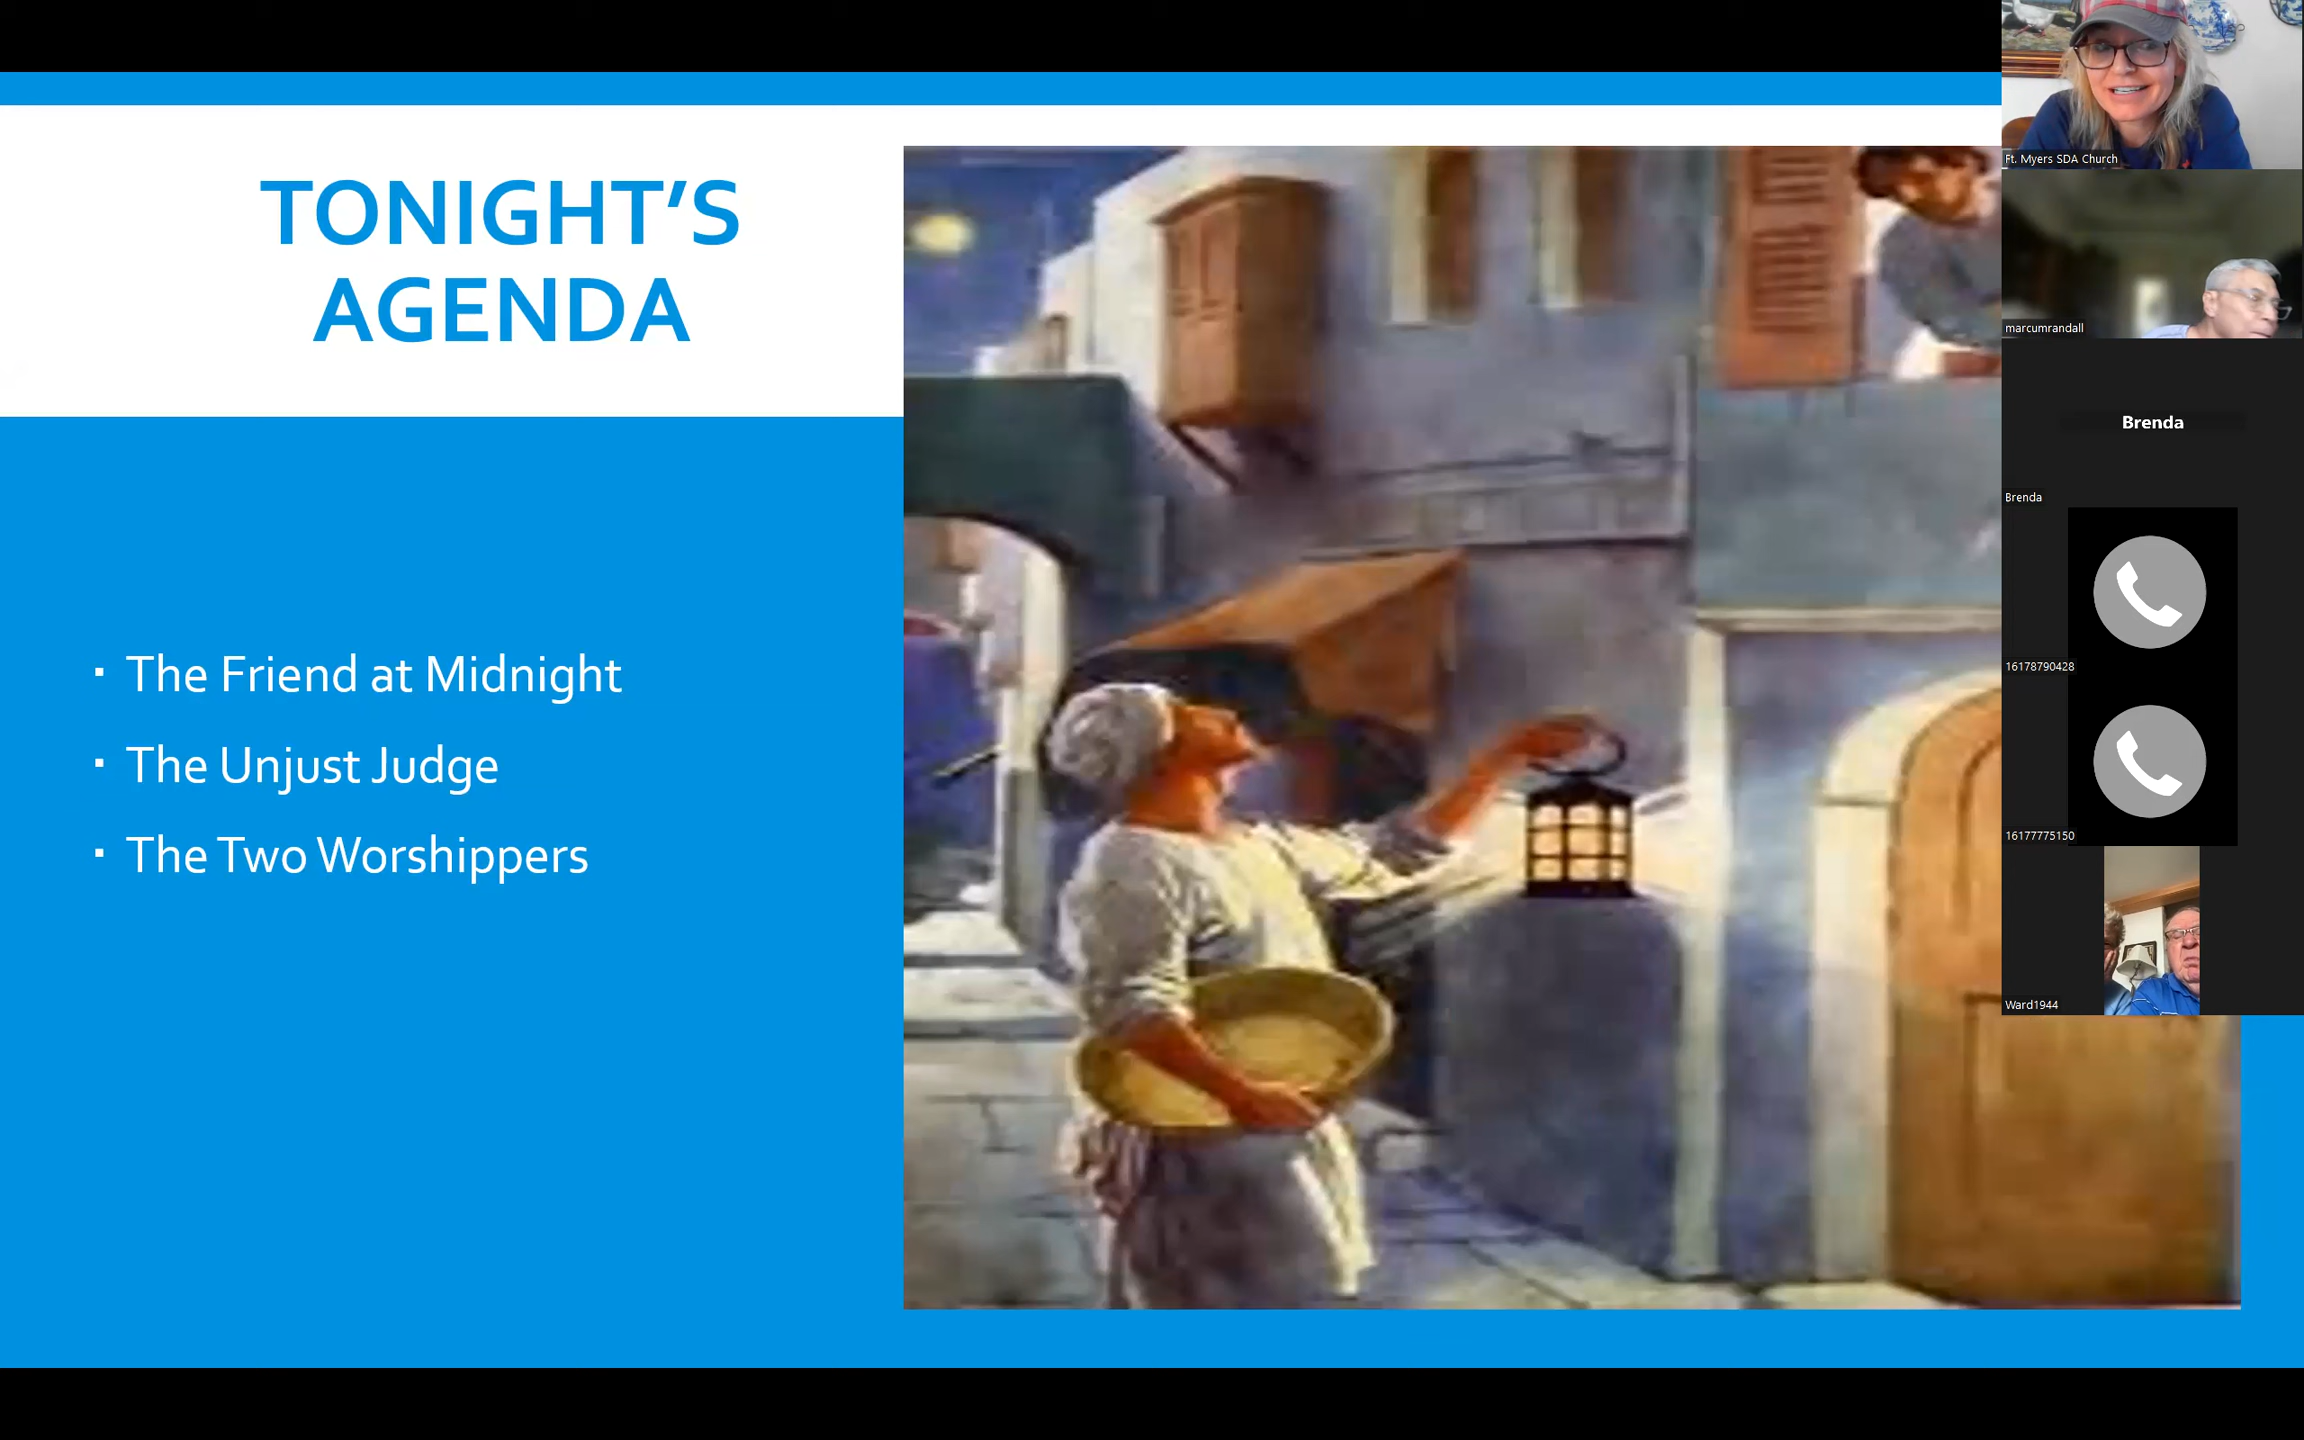 TONIGHT’S
AGENDA
▪ The Friend at Midnight
▪ The Unjust Judge
▪ The Two Worshippers
Ft. Myers SDA Church
marcumrandall
Brenda
Brenda
16178790428
16177775150
Ward1944